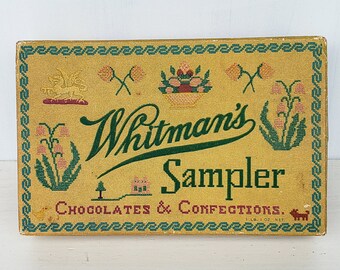 Whitman's
Sampler
CHOCOLATES & CONFECTIONS.